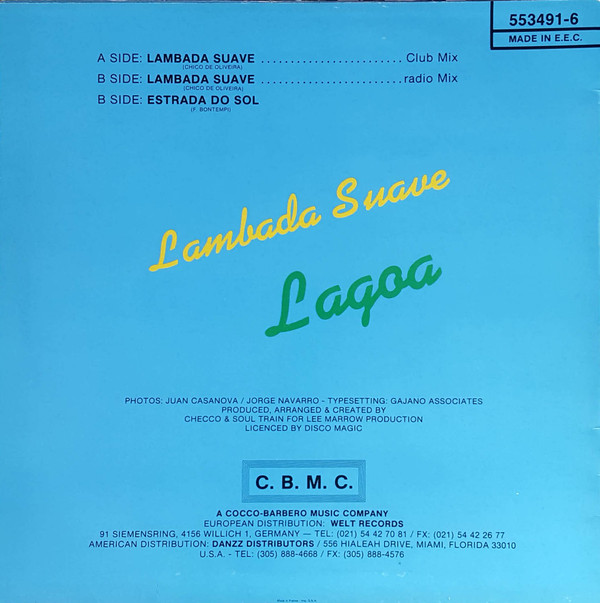 553491-6
MADE IN E.E.C.
A SIDE: LAMBADA SUAVE ........................ Club Mix
(CHICO DE OLIVEIRA)
B SIDE: LAMBADA SUAVE ........................ radio Mix
(CHICO DE OLIVEIRA)
B SIDE: ESTRADA DO SOL
(F. BONTEMPI)
Lambada Suave
Lagoa
PHOTOS: JUAN CASANOVA / JORGE NAVARRO - TYPESETTING: GAJANO ASSOCIATES
PRODUCED, ARRANGED & CREATED BY
CHECCO & SOUL TRAIN FOR LEE MARROW PRODUCTION
LICENCED BY DISCO MAGIC
C. B. M. C.
A COCCO-BARBERO MUSIC COMPANY
EUROPEAN DISTRIBUTION: WELT RECORDS
91 SIEMENSRING, 4156 WILLICH 1, GERMANY — TEL: (021) 54 42 70 81 / FX: (021) 54 42 26 77
AMERICAN DISTRIBUTION: DANZZ DISTRIBUTORS / 556 HIALEAH DRIVE, MIAMI, FLORIDA 33010
U.S.A. - TEL: (305) 888-4668 / FX: (305) 888-4576